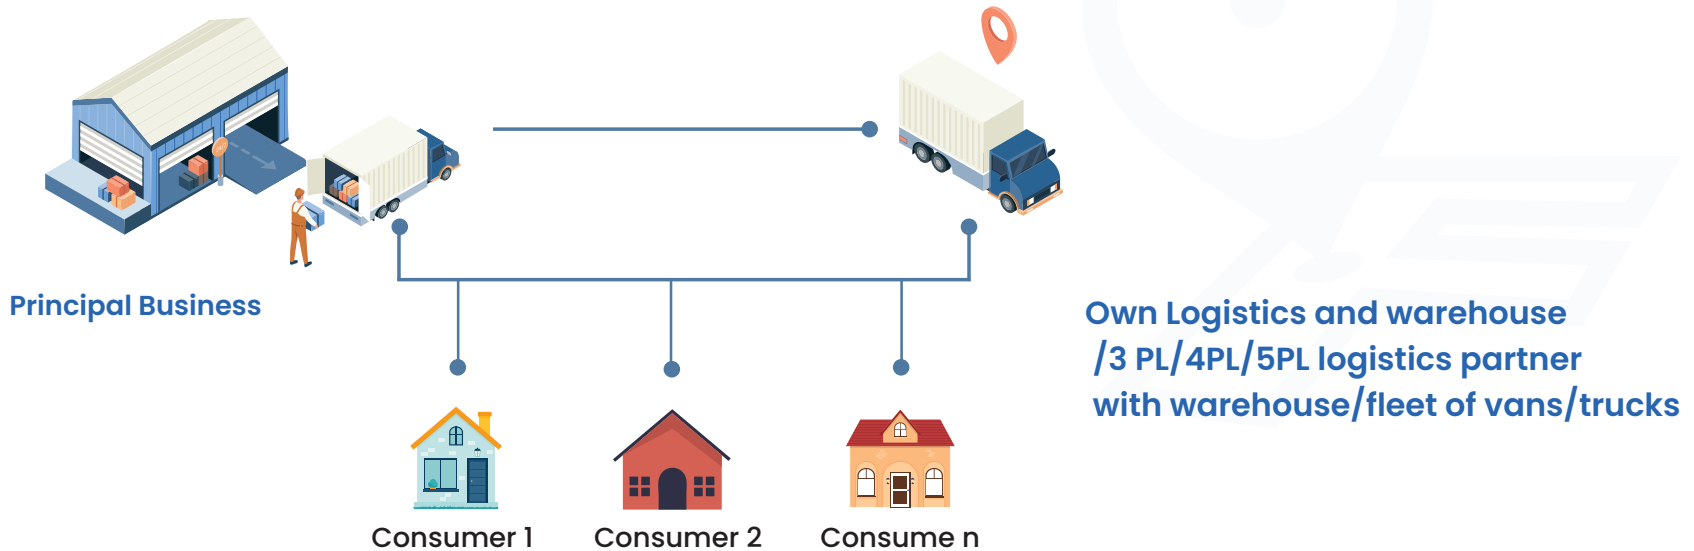 Principal Business
Own Logistics and warehouse
/3 PL/4PL/5PL logistics partner
with warehouse/fleet of vans/trucks
Consumer 1
Consumer 2
Consume n